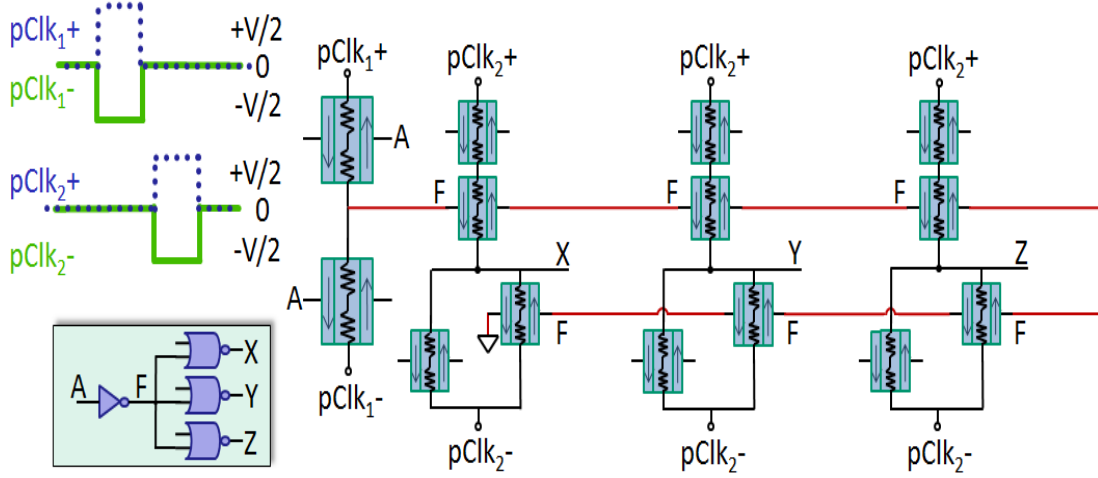 pClk₁+
+V/2
0
pClk₁-
-V/2
pClk₂+
+V/2
0
pClk₂-
-V/2
A
F
X
Y
Z
pClk₁+
A
A
pClk₁-
pClk₂+
F
X
F
pClk₂-
pClk₂+
F
Y
F
pClk₂-
pClk₂+
F
Z
F
pClk₂-